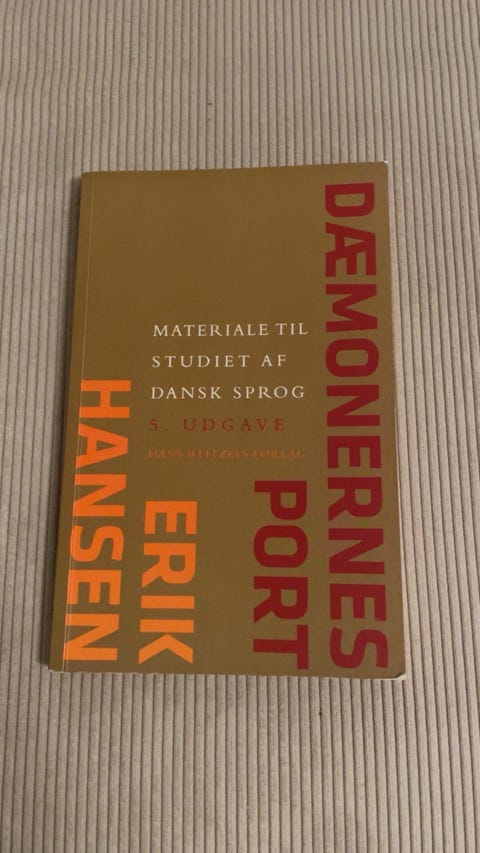 DÆMONERNES
PORT
MATERIALE TIL
STUDIET AF
DANSK SPROG
5. UDGAVE
HANS REITZELS FORLAG
ERIK
HANSEN